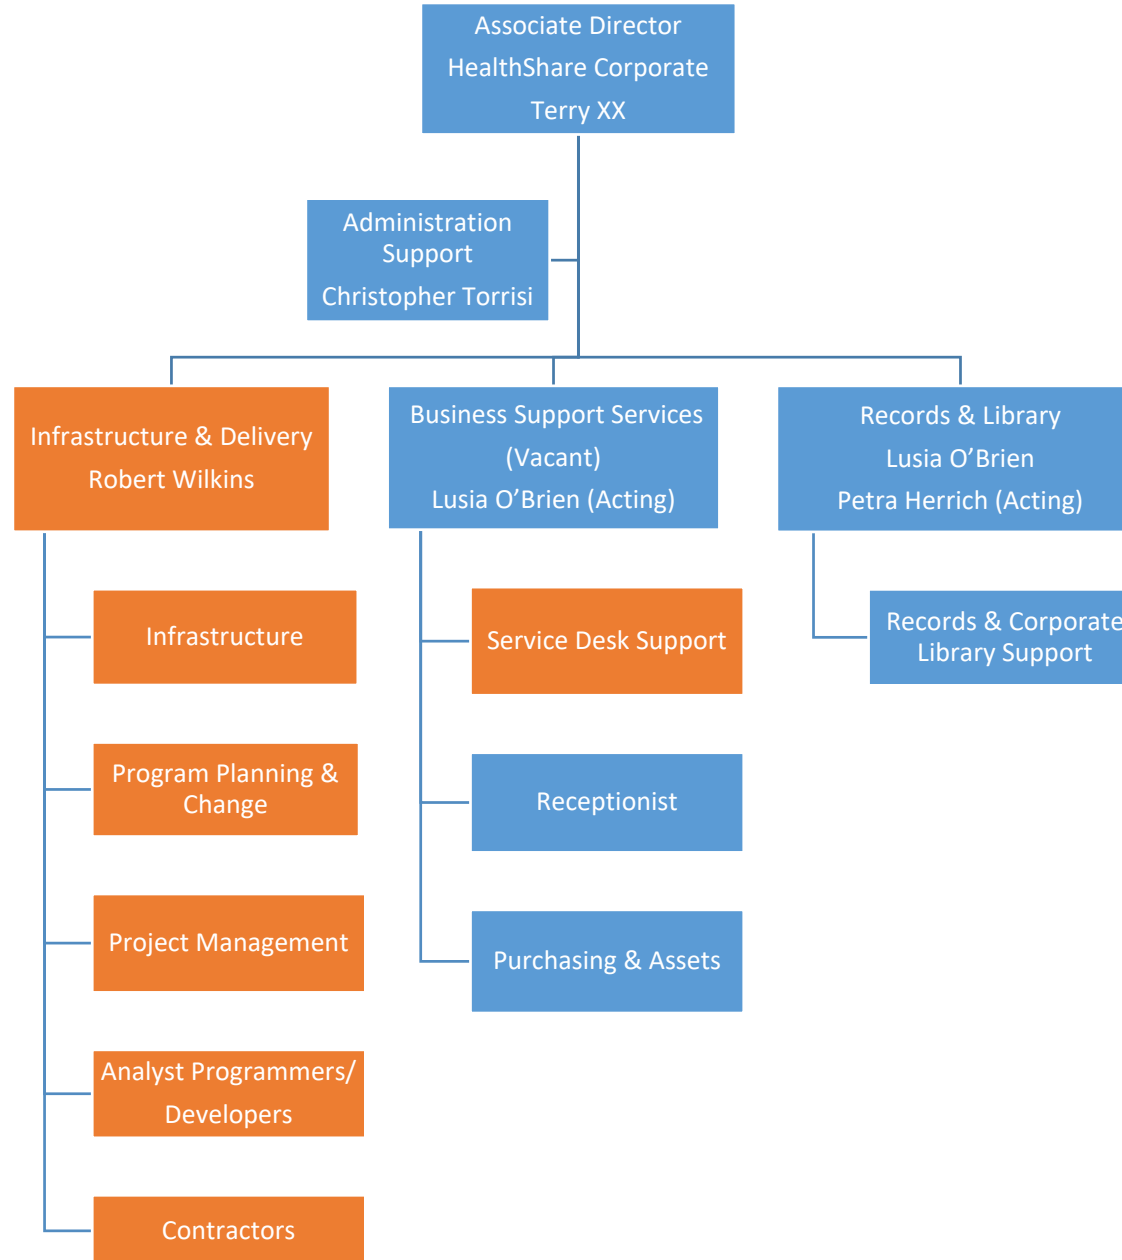 Associate Director
HealthShare Corporate
Terry XX
Administration
Support
Christopher Torrisi
Infrastructure & Delivery
Robert Wilkins
Business Support Services
(Vacant)
Lusia O’Brien (Acting)
Records & Library
Lusia O’Brien
Petra Herrich (Acting)
Infrastructure
Service Desk Support
Records & Corporate
Library Support
Program Planning &
Change
Receptionist
Project Management
Purchasing & Assets
Analyst Programmers/
Developers
Contractors